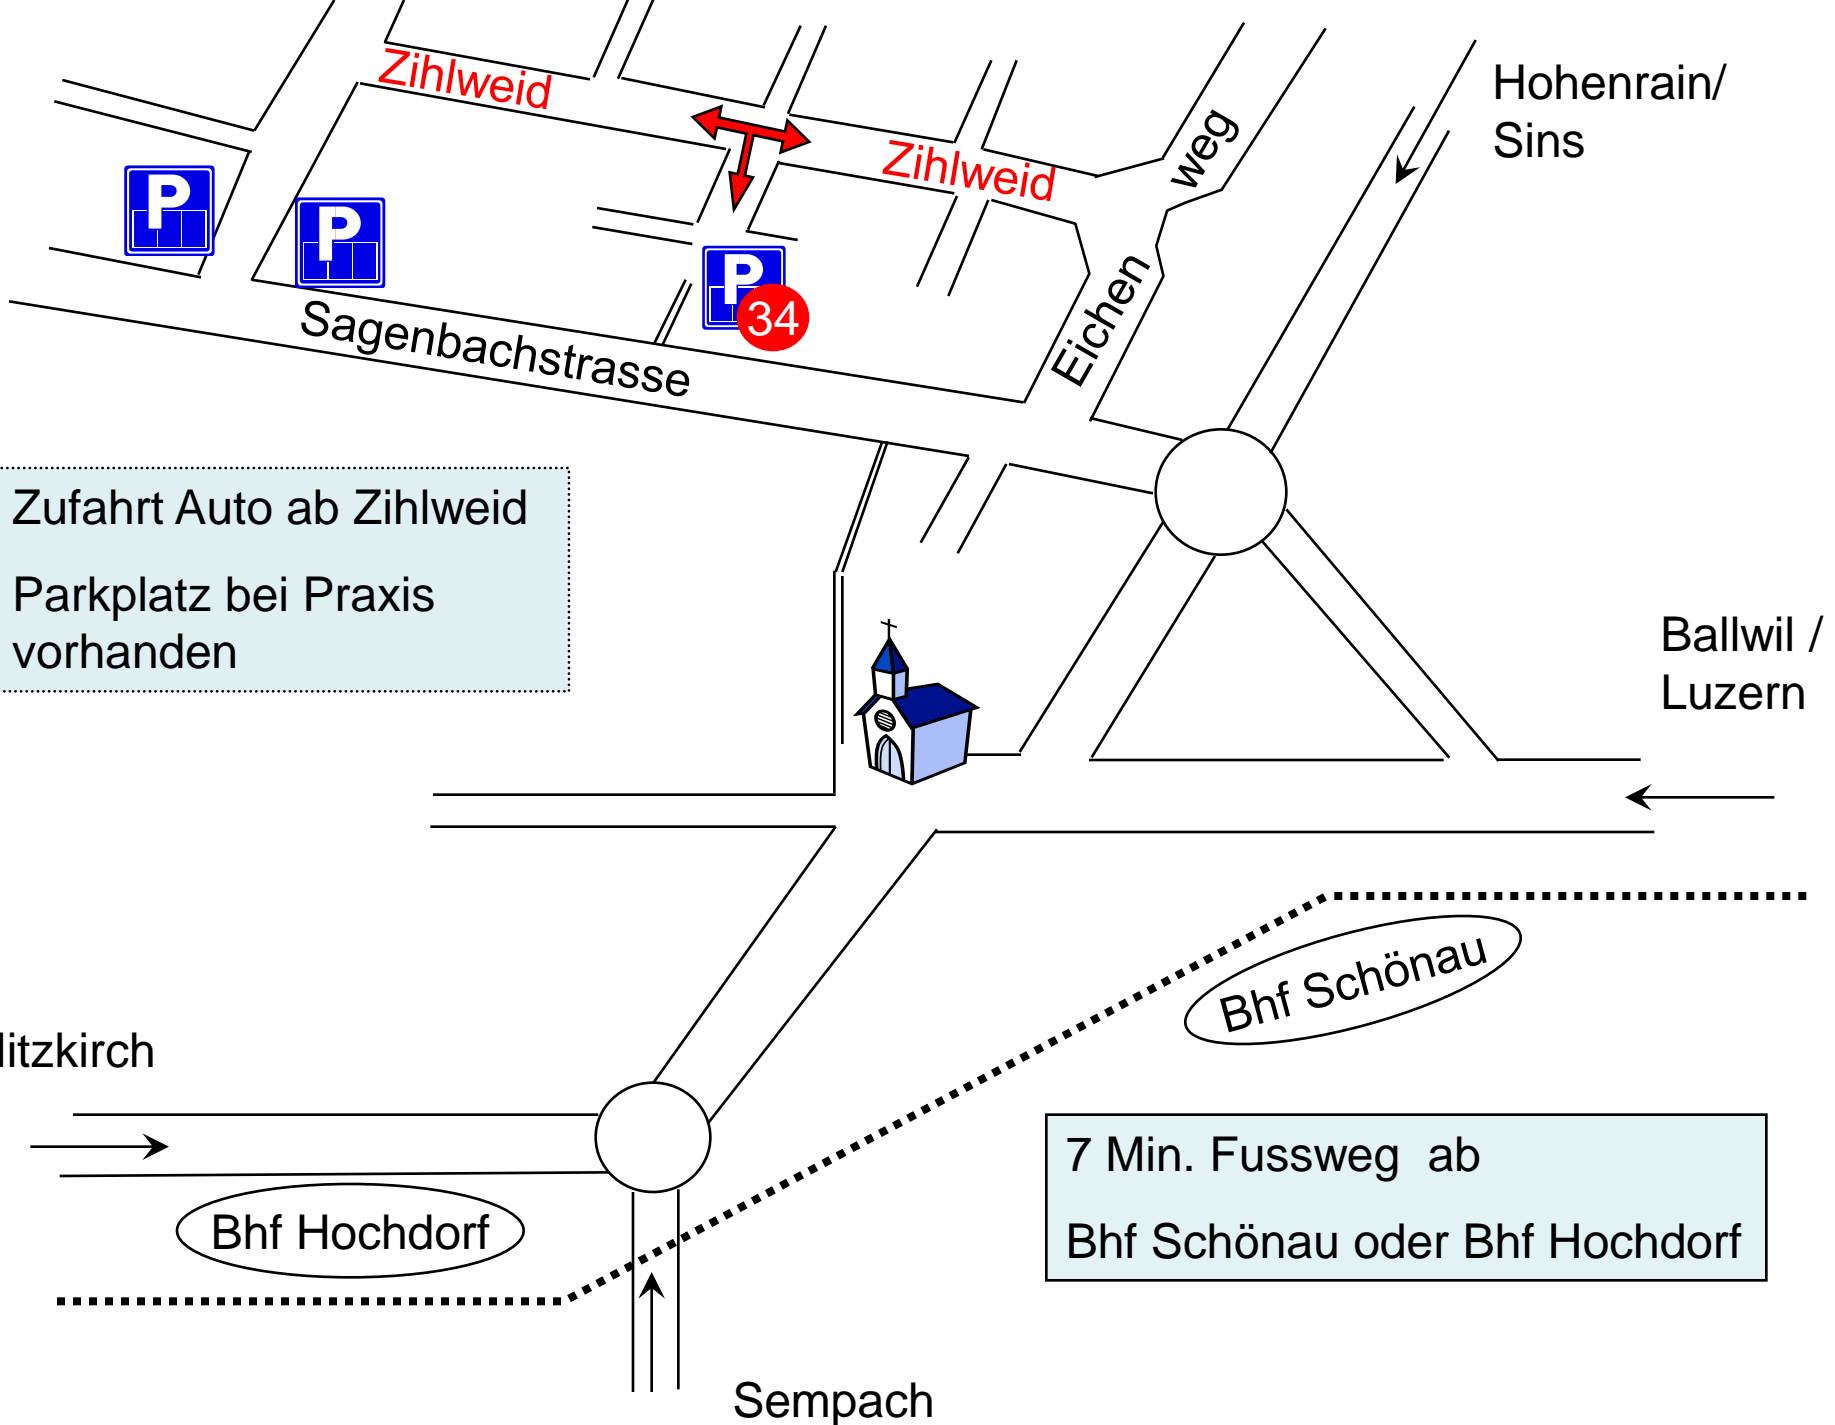 Hohenrain/
Sins
Zihlweid
Zihlweid
weg
Eichen
P
P
P
34
Sagenbachstrasse
Zufahrt Auto ab Zihlweid
Parkplatz bei Praxis
vorhanden
Ballwil /
Luzern
Bhf Schönau
litzkirch
Bhf Hochdorf
7 Min. Fussweg  ab
Bhf Schönau oder Bhf Hochdorf
Sempach